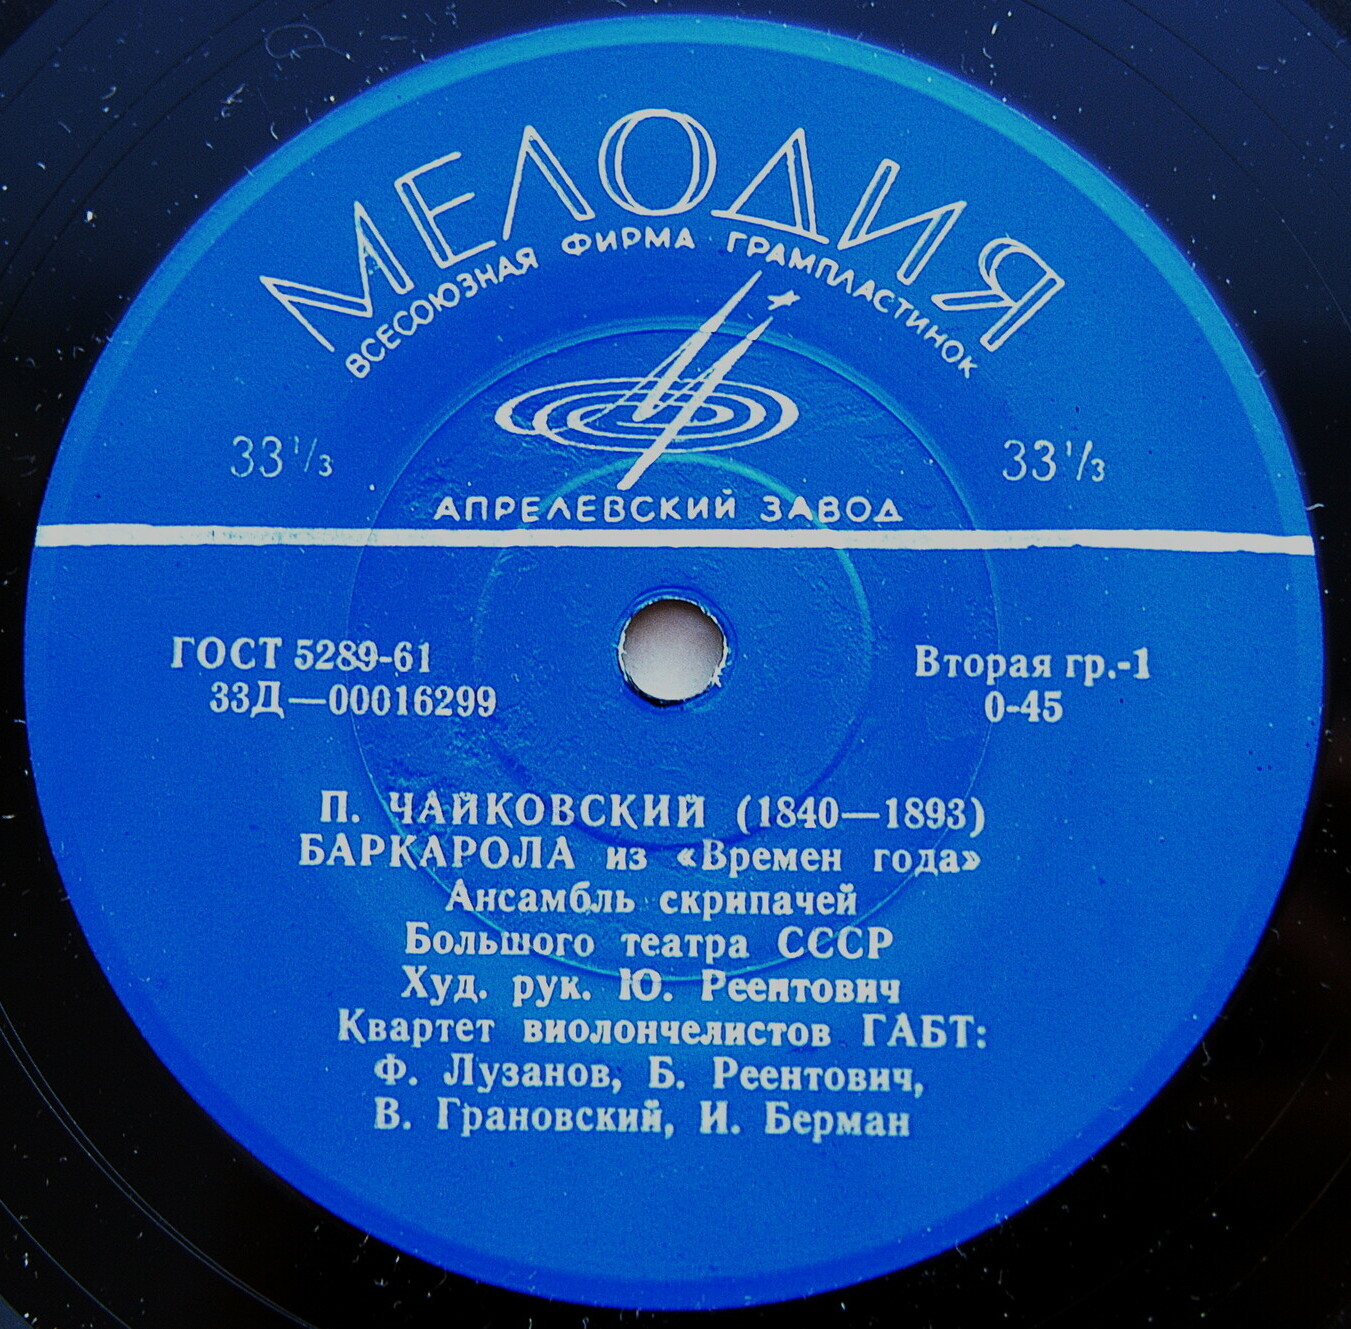 МЕЛОДИЯ
ВСЕСОЮЗНАЯ ФИРМА ГРАМПЛАСТИНОК
33⅓ 33⅓
АПРЕЛЕВСКИЙ ЗАВОД
ГОСТ 5289-61 Вторая гр.-1
33Д—00016299 0-45
П. ЧАЙКОВСКИЙ (1840—1893)
БАРКАРОЛА из «Времен года»
Ансамбль скрипачей
Большого театра СССР
Худ. рук. Ю. Реентович
Квартет виолончелистов ГАБТ:
Ф. Лузанов, Б. Реентович,
В. Грановский, И. Берман